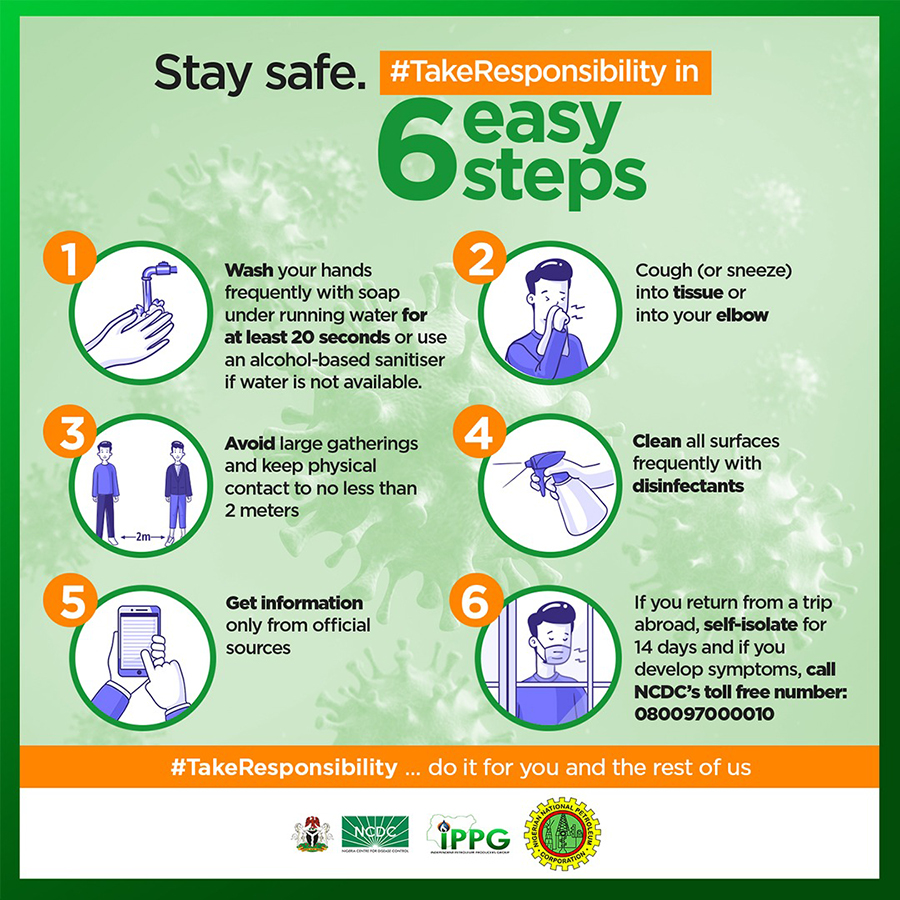 Stay safe. #TakeResponsibility in
6 easy
steps
1
Wash your hands
frequently with soap
under running water for
at least 20 seconds or use
an alcohol-based sanitiser
if water is not available.
2
Cough (or sneeze)
into tissue or
into your elbow
3
2m
Avoid large gatherings
and keep physical
contact to no less than
2 meters
4
Clean all surfaces
frequently with
disinfectants
5
Get information
only from official
sources
6
If you return from a trip
abroad, self-isolate for
14 days and if you
develop symptoms, call
NCDC's toll free number:
080097000010
#TakeResponsibility ... do it for you and the rest of us
NCDC
NIGERIA CENTRE FOR DISEASE CONTROL
iPPG
INDEPENDENT PETROLEUM PRODUCERS GROUP
NIGERIAN NATIONAL PETROLEUM
CORPORATION